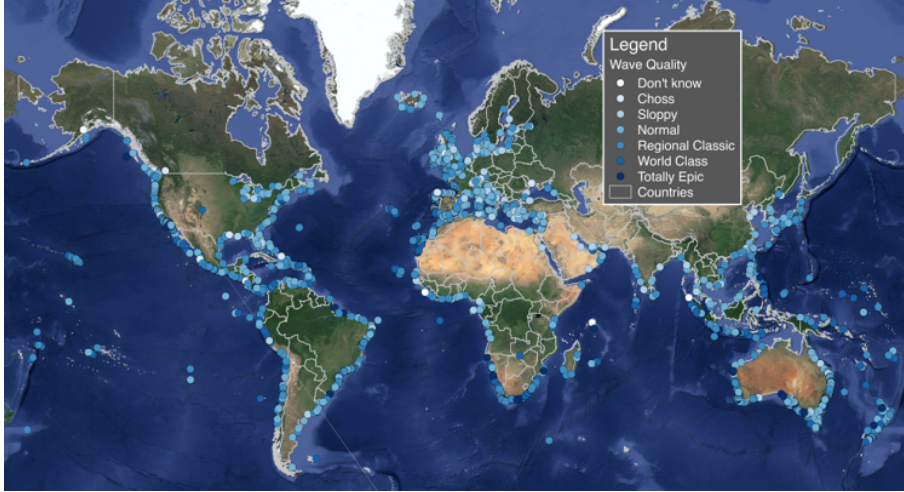 Legend
Wave Quality
Don't know
Choss
Sloppy
Normal
Regional Classic
World Class
Totally Epic
Countries